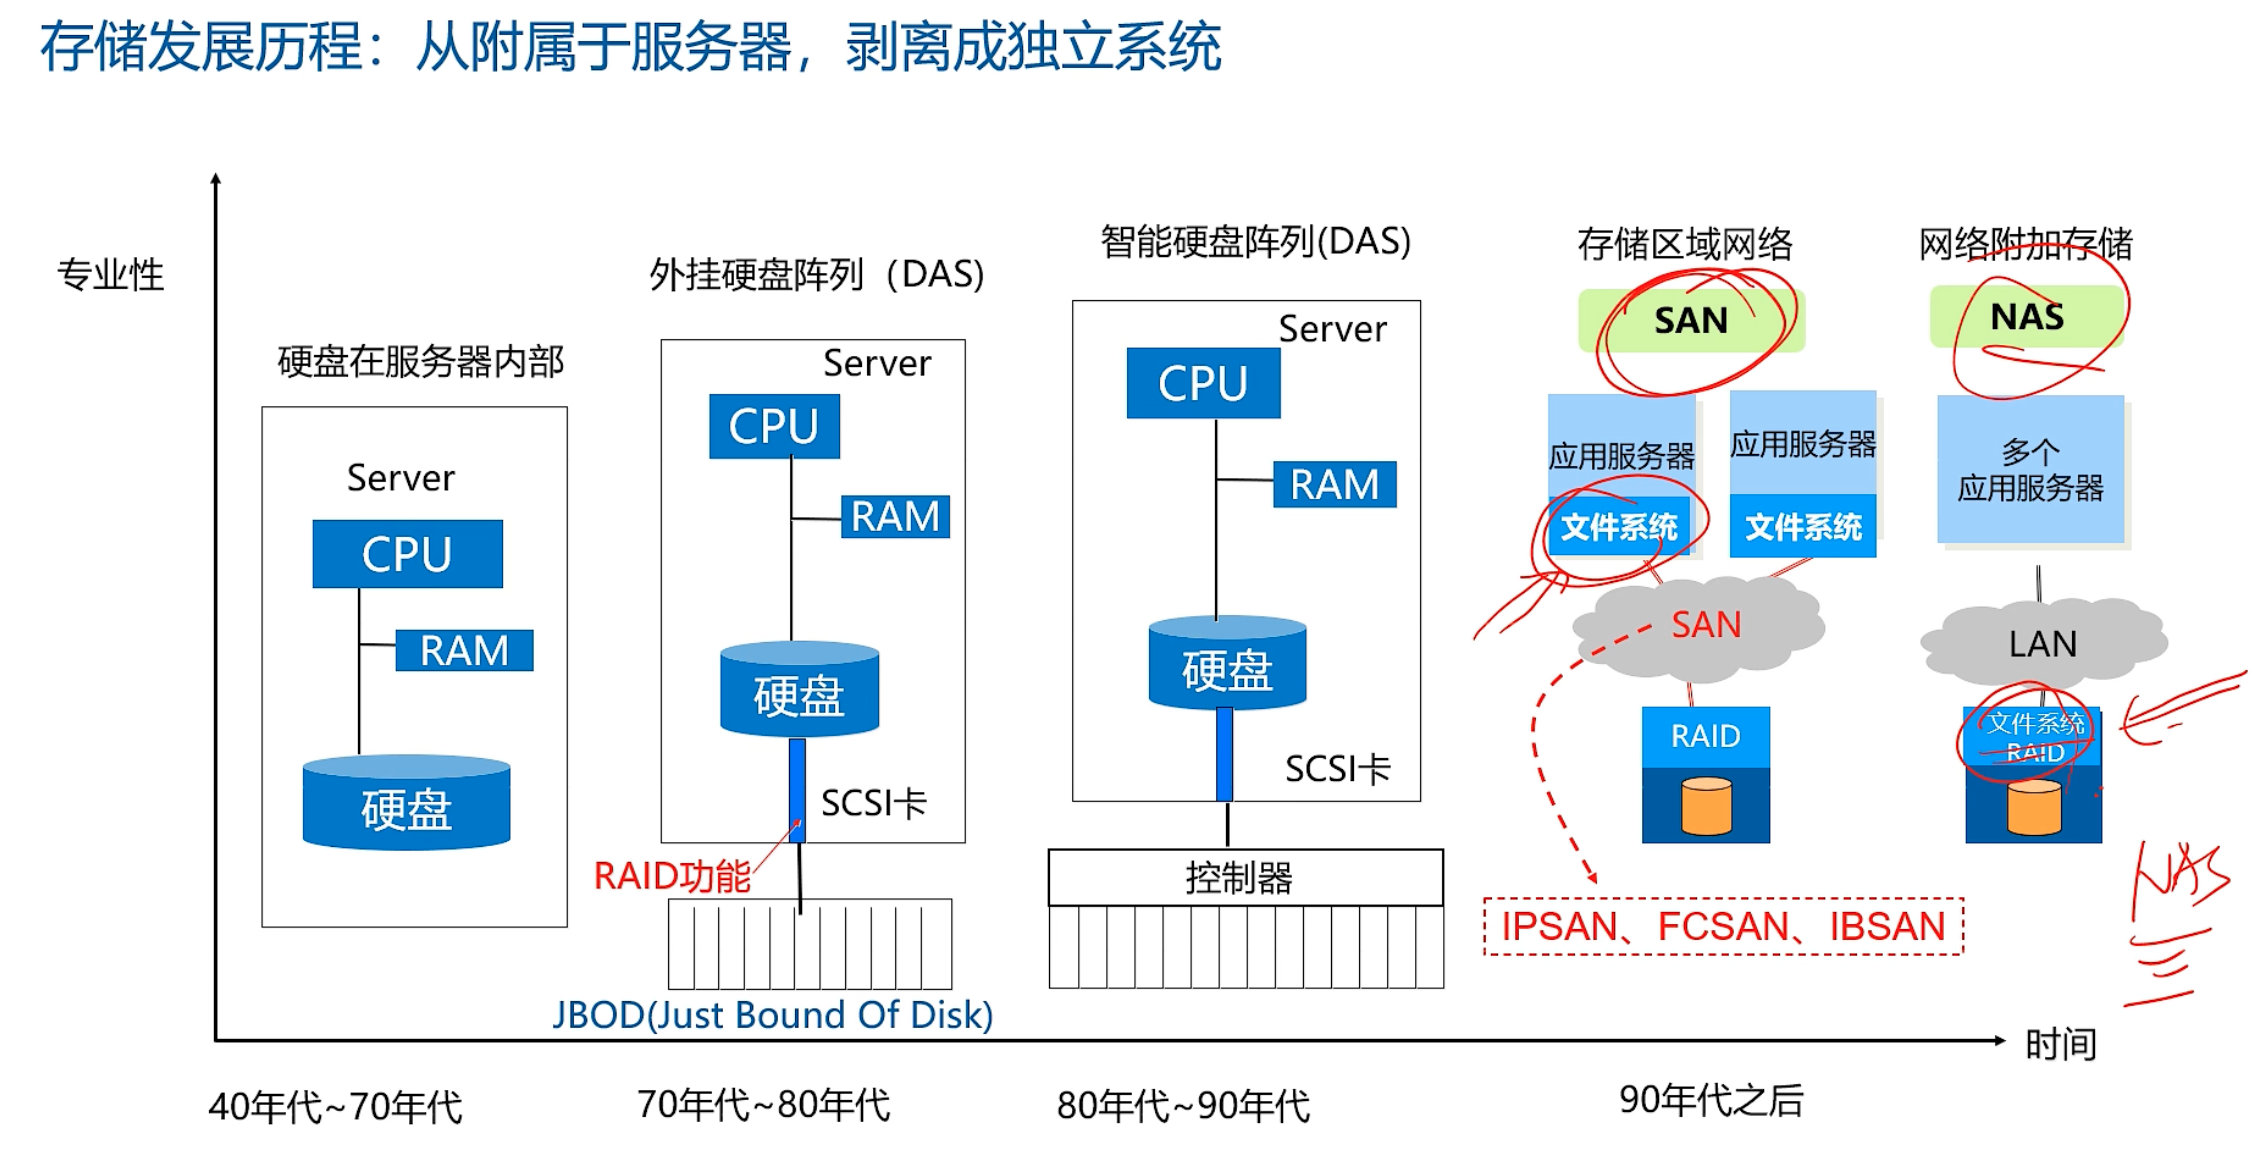 存储发展历程：从附属于服务器，剥离成独立系统
专业性
硬盘在服务器内部
Server
CPU
RAM
硬盘
40年代~70年代
外挂硬盘阵列（DAS)
Server
CPU
RAM
硬盘
SCSI卡
RAID功能
JBOD(Just Bound Of Disk)
70年代~80年代
智能硬盘阵列(DAS)
Server
CPU
RAM
硬盘
SCSI卡
控制器
80年代~90年代
存储区域网络
SAN
应用服务器
文件系统
应用服务器
文件系统
SAN
RAID
IPSAN、FCSAN、IBSAN
网络附加存储
NAS
多个
应用服务器
LAN
文件系统
RAID
NAS
90年代之后
时间